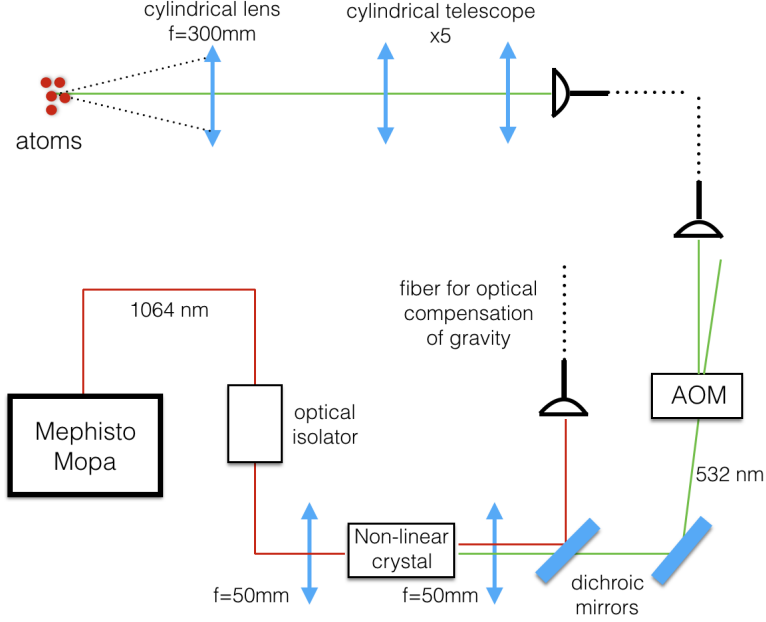 cylindrical lens
f=300mm
cylindrical telescope
x5
atoms
1064 nm
fiber for optical
compensation
of gravity
Mephisto
Mopa
optical
isolator
AOM
532 nm
Non-linear
crystal
f=50mm
f=50mm
dichroic
mirrors